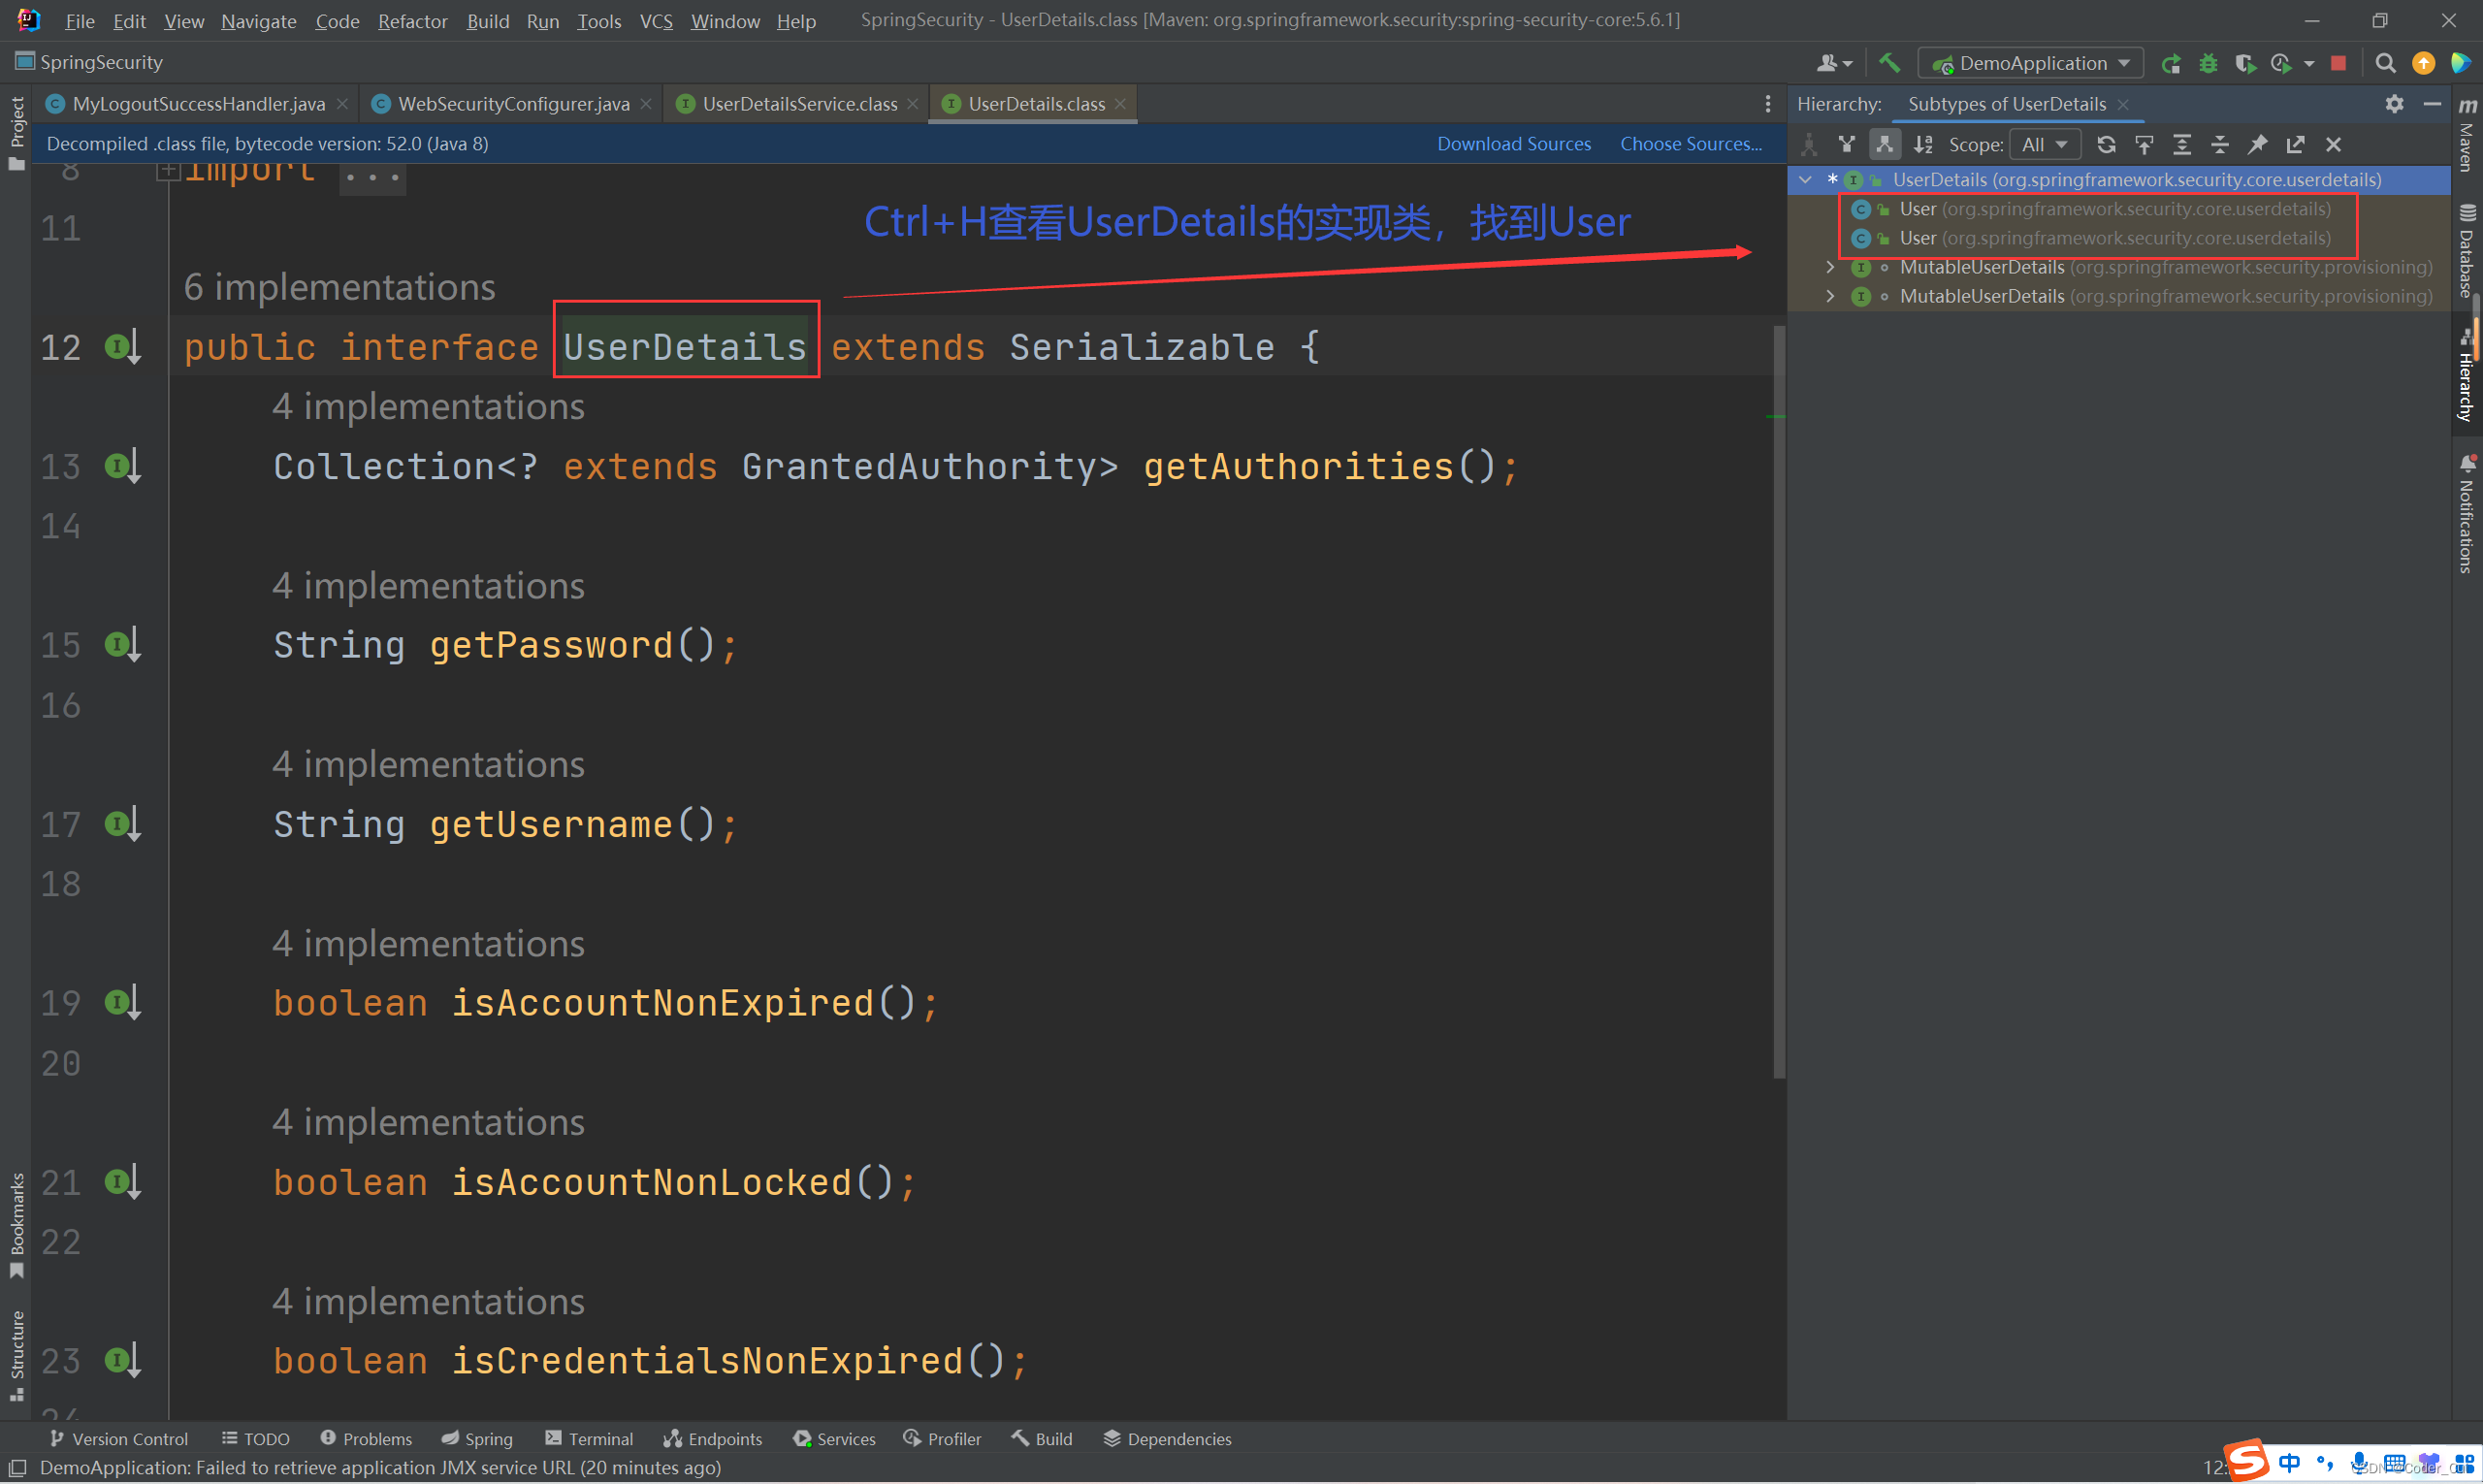 File Edit View Navigate Code Refactor Build Run Tools VCS Window Help SpringSecurity - UserDetails.class [Maven: org.springframework.security:spring-security-core:5.6.1]
SpringSecurity DemoApplication
MyLogoutSuccessHandler.java WebSecurityConfigurer.java UserDetailsService.class UserDetails.class
Decompiled .class file, bytecode version: 52.0 (Java 8) Download Sources Choose Sources...
8 import ...
11
Ctrl+H查看UserDetails的实现类，找到User
6 implementations
12 public interface UserDetails extends Serializable {
4 implementations
13 Collection<? extends GrantedAuthority> getAuthorities();
14
4 implementations
15 String getPassword();
16
4 implementations
17 String getUsername();
18
4 implementations
19 boolean isAccountNonExpired();
20
4 implementations
21 boolean isAccountNonLocked();
22
4 implementations
23 boolean isCredentialsNonExpired();
24
Hierarchy: Subtypes of UserDetails
Scope: All
* UserDetails (org.springframework.security.core.userdetails)
User (org.springframework.security.core.userdetails)
User (org.springframework.security.core.userdetails)
MutableUserDetails (org.springframework.security.provisioning)
MutableUserDetails (org.springframework.security.provisioning)
Project
Bookmarks
Structure
Maven
Database
Hierarchy
Notifications
Version Control TODO Problems Spring Terminal Endpoints Services Profiler Build Dependencies
DemoApplication: Failed to retrieve application JMX service URL (20 minutes ago)
中